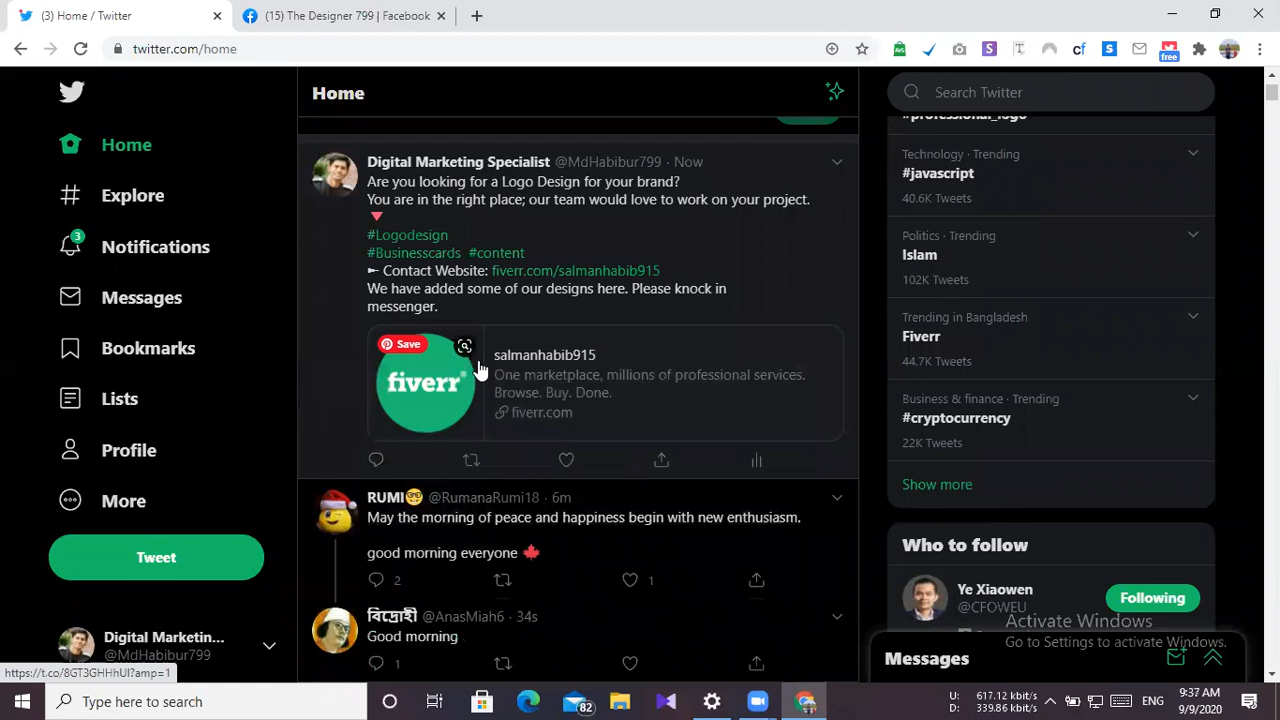 (3) Home / Twitter
(15) The Designer 799 | Facebook
twitter.com/home
free
Home
Explore
Notifications
3
Messages
Bookmarks
Lists
Profile
More
Tweet
Digital Marketin...
@MdHabibur799
https://t.co/8GT3GHHhUl?amp=1
Home
Digital Marketing Specialist @MdHabibur799 · Now
Are you looking for a Logo Design for your brand?
You are in the right place; our team would love to work on your project.
#Logodesign
#Businesscards #content
Contact Website: fiverr.com/salmanhabib915
We have added some of our designs here. Please knock in
messenger.
Save
fiverr®
salmanhabib915
One marketplace, millions of professional services.
Browse. Buy. Done.
fiverr.com
RUMI🤓 @RumanaRumi18 · 6m
May the morning of peace and happiness begin with new enthusiasm.
good morning everyone 🍁
2
1
বিদ্রোহী @AnasMiah6 · 34s
Good morning
1
Search Twitter
#professional_logo
Technology · Trending
#javascript
40.6K Tweets
Politics · Trending
Islam
102K Tweets
Trending in Bangladesh
Fiverr
44.7K Tweets
Business & finance · Trending
#cryptocurrency
22K Tweets
Show more
Who to follow
Ye Xiaowen
@CFOWEU
Following
Activate Windows
Go to Settings to activate Windows.
Messages
Type here to search
82
U: 617.12 kbit/s
D: 339.86 kbit/s
ENG
9:37 AM
9/9/2020